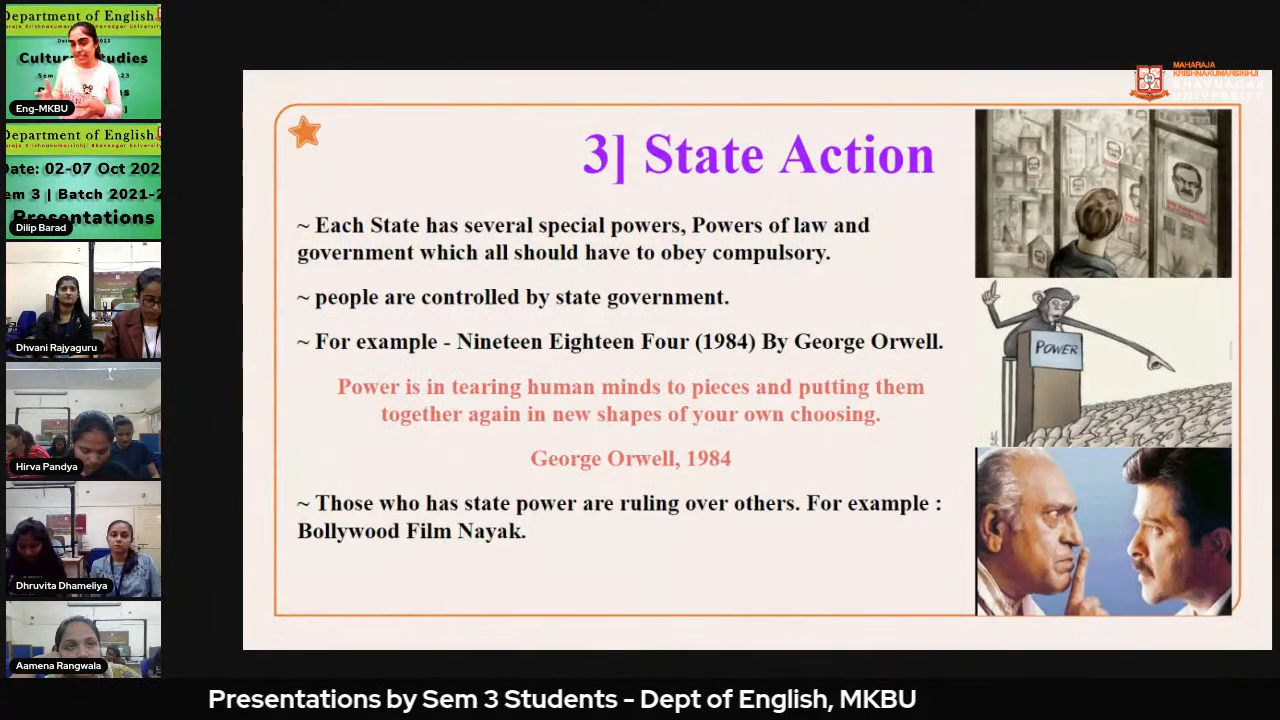 Department of English
Maharaja Krishnakumarsinhji Bhavnagar University
Cultural Studies
Eng-MKBU
Department of English
Maharaja Krishnakumarsinhji Bhavnagar University
Date: 02-07 Oct 202
em 3 | Batch 2021-2
Presentations
Dilip Barad
Dhvani Rajyaguru
Hirva Pandya
Dhruvita Dhameliya
Aamena Rangwala
MAHARAJA
KRISHNAKUMARSINHJI
BHAVNAGAR
UNIVERSITY
3] State Action
~ Each State has several special powers, Powers of law and
government which all should have to obey compulsory.
~ people are controlled by state government.
~ For example - Nineteen Eighteen Four (1984) By George Orwell.
Power is in tearing human minds to pieces and putting them
together again in new shapes of your own choosing.
George Orwell, 1984
~ Those who has state power are ruling over others. For example :
Bollywood Film Nayak.
POWER
Presentations by Sem 3 Students - Dept of English, MKBU